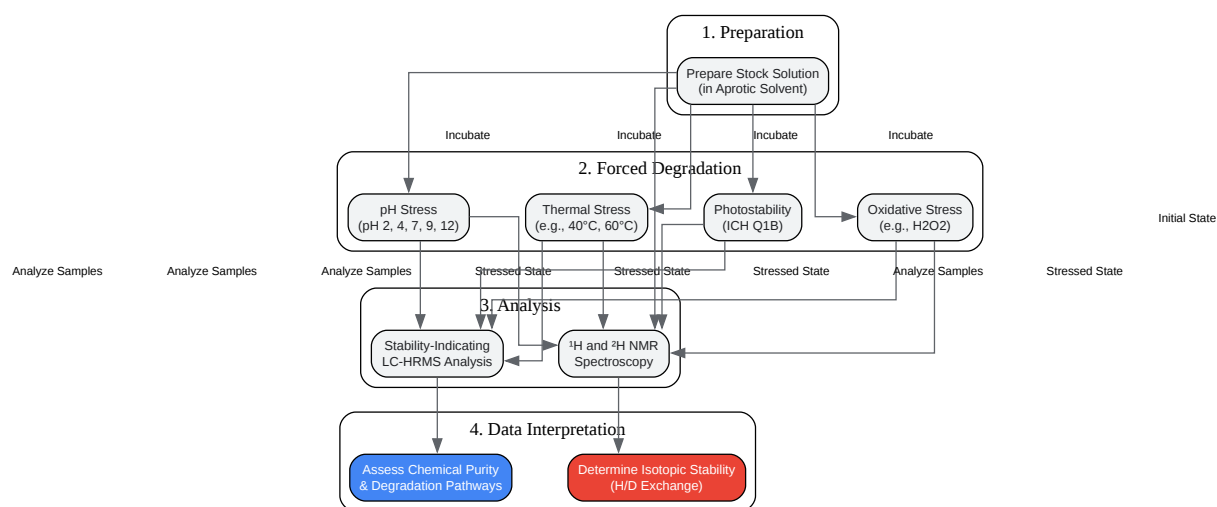 1. Preparation
Prepare Stock Solution
(in Aprotic Solvent)
Incubate
Incubate
Incubate
Incubate
2. Forced Degradation
pH Stress
(pH 2, 4, 7, 9, 12)
Thermal Stress
(e.g., 40°C, 60°C)
Photostability
(ICH Q1B)
Oxidative Stress
(e.g., H2O2)
Initial State
Analyze Samples
Analyze Samples
Analyze Samples
Stressed State
Stressed State
Stressed State
Analyze Samples
Stressed State
3. Analysis
Stability-Indicating
LC-HRMS Analysis
¹H and ²H NMR
Spectroscopy
4. Data Interpretation
Assess Chemical Purity
& Degradation Pathways
Determine Isotopic Stability
(H/D Exchange)